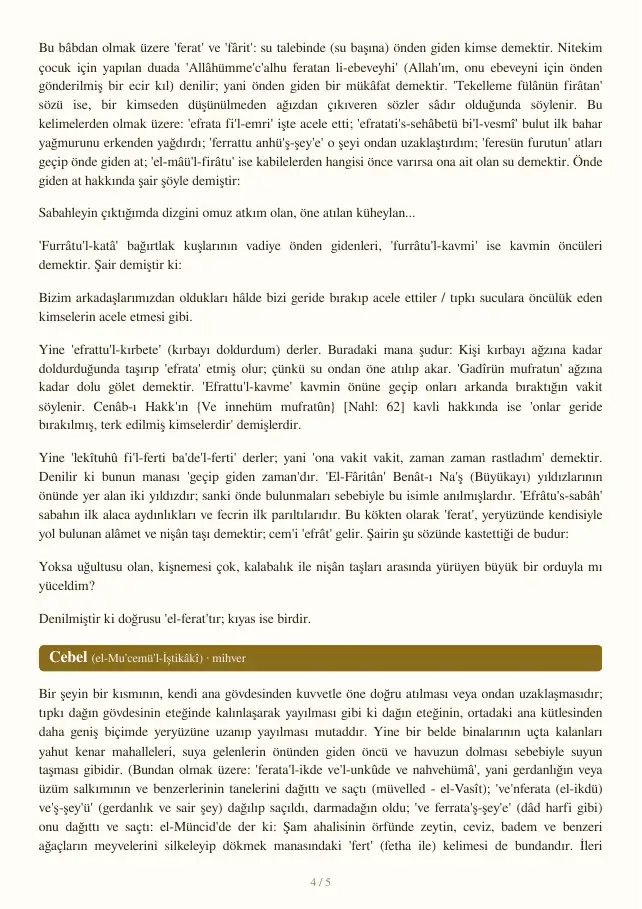 Bu bâbdan olmak üzere 'ferat' ve 'fârit': su talebinde (su başına) önden giden kimse demektir. Nitekim
çocuk için yapılan duada 'Allâhümme'c'alhu feratan li-ebeveyhi' (Allah'ım, onu ebeveyni için önden
gönderilmiş bir ecir kıl) denilir; yani önden giden bir mükâfat demektir. 'Tekelleme fülânün firâtan'
sözü ise, bir kimseden düşünülmeden ağızdan çıkıveren sözler sâdır olduğunda söylenir. Bu
kelimelerden olmak üzere: 'efrata fi'l-emri' işte acele etti; 'efratati's-sehâbetü bi'l-vesmî' bulut ilk bahar
yağmurunu erkenden yağdırdı; 'ferrattu anhü'ş-şey'e' o şeyi ondan uzaklaştırdım; 'feresün furutun' atları
geçip önde giden at; 'el-mâü'l-firâtu' ise kabilelerden hangisi önce varırsa ona ait olan su demektir. Önde
giden at hakkında şair şöyle demiştir:
Sabahleyin çıktığımda dizgini omuz atkım olan, öne atılan küheylan...
'Furrâtu'l-katâ' bağırtlak kuşlarının vadiye önden gidenleri, 'furrâtu'l-kavmi' ise kavmin öncüleri
demektir. Şair demiştir ki:
Bizim arkadaşlarımızdan oldukları hâlde bizi geride bırakıp acele ettiler / tıpkı suculara öncülük eden
kimselerin acele etmesi gibi.
Yine 'efrattu'l-kırbete' (kırbayı doldurdum) derler. Buradaki mana şudur: Kişi kırbayı ağzına kadar
doldurduğunda taşırıp 'efrata' etmiş olur; çünkü su ondan öne atılıp akar. 'Gadîrün mufratun' ağzına
kadar dolu gölet demektir. 'Efrattu'l-kavme' kavmin önüne geçip onları arkanda bıraktığın vakit
söylenir. Cenâb-ı Hakk'ın {Ve innehüm mufratûn} [Nahl: 62] kavli hakkında ise 'onlar geride
bırakılmış, terk edilmiş kimselerdir' demişlerdir.
Yine 'lekîtuhû fi'l-ferti ba'de'l-ferti' derler; yani 'ona vakit vakit, zaman zaman rastladım' demektir.
Denilir ki bunun manası 'geçip giden zaman'dır. 'El-Fâritân' Benât-ı Na'ş (Büyükayı) yıldızlarının
önünde yer alan iki yıldızdır; sanki önde bulunmaları sebebiyle bu isimle anılmışlardır. 'Efrâtu's-sabâh'
sabahın ilk alaca aydınlıkları ve fecrin ilk parıltılarıdır. Bu kökten olarak 'ferat', yeryüzünde kendisiyle
yol bulunan alâmet ve nişân taşı demektir; cem'i 'efrât' gelir. Şairin şu sözünde kastettiği de budur:
Yoksa uğultusu olan, kişnemesi çok, kalabalık ile nişân taşları arasında yürüyen büyük bir orduyla mı
yüceldim?
Denilmiştir ki doğrusu 'el-ferat'tır; kıyas ise birdir.
Cebel (el-Mu'cemü'l-İştikâkî) · mihver
Bir şeyin bir kısmının, kendi ana gövdesinden kuvvetle öne doğru atılması veya ondan uzaklaşmasıdır;
tıpkı dağın gövdesinin eteğinde kalınlaşarak yayılması gibi ki dağın eteğinin, ortadaki ana kütlesinden
daha geniş biçimde yeryüzüne uzanıp yayılması mutaddır. Yine bir belde binalarının uçta kalanları
yahut kenar mahalleleri, suya gelenlerin önünden giden öncü ve havuzun dolması sebebiyle suyun
taşması gibidir. (Bundan olmak üzere: 'ferata'l-ikde ve'l-unkûde ve nahvehümâ', yani gerdanlığın veya
üzüm salkımının ve benzerlerinin tanelerini dağıttı ve saçtı (müvelled - el-Vasît); 've'nferata (el-ikdü)
ve'ş-şey'ü' (gerdanlık ve sair şey) dağılıp saçıldı, darmadağın oldu; 've ferrata'ş-şey'e' (dâd harfi gibi)
onu dağıttı ve saçtı: el-Müncid'de der ki: Şam ahalisinin örfünde zeytin, ceviz, badem ve benzeri
ağaçların meyvelerini silkeleyip dökmek manasındaki 'fert' (fetha ile) kelimesi de bundandır. İleri
4 / 5